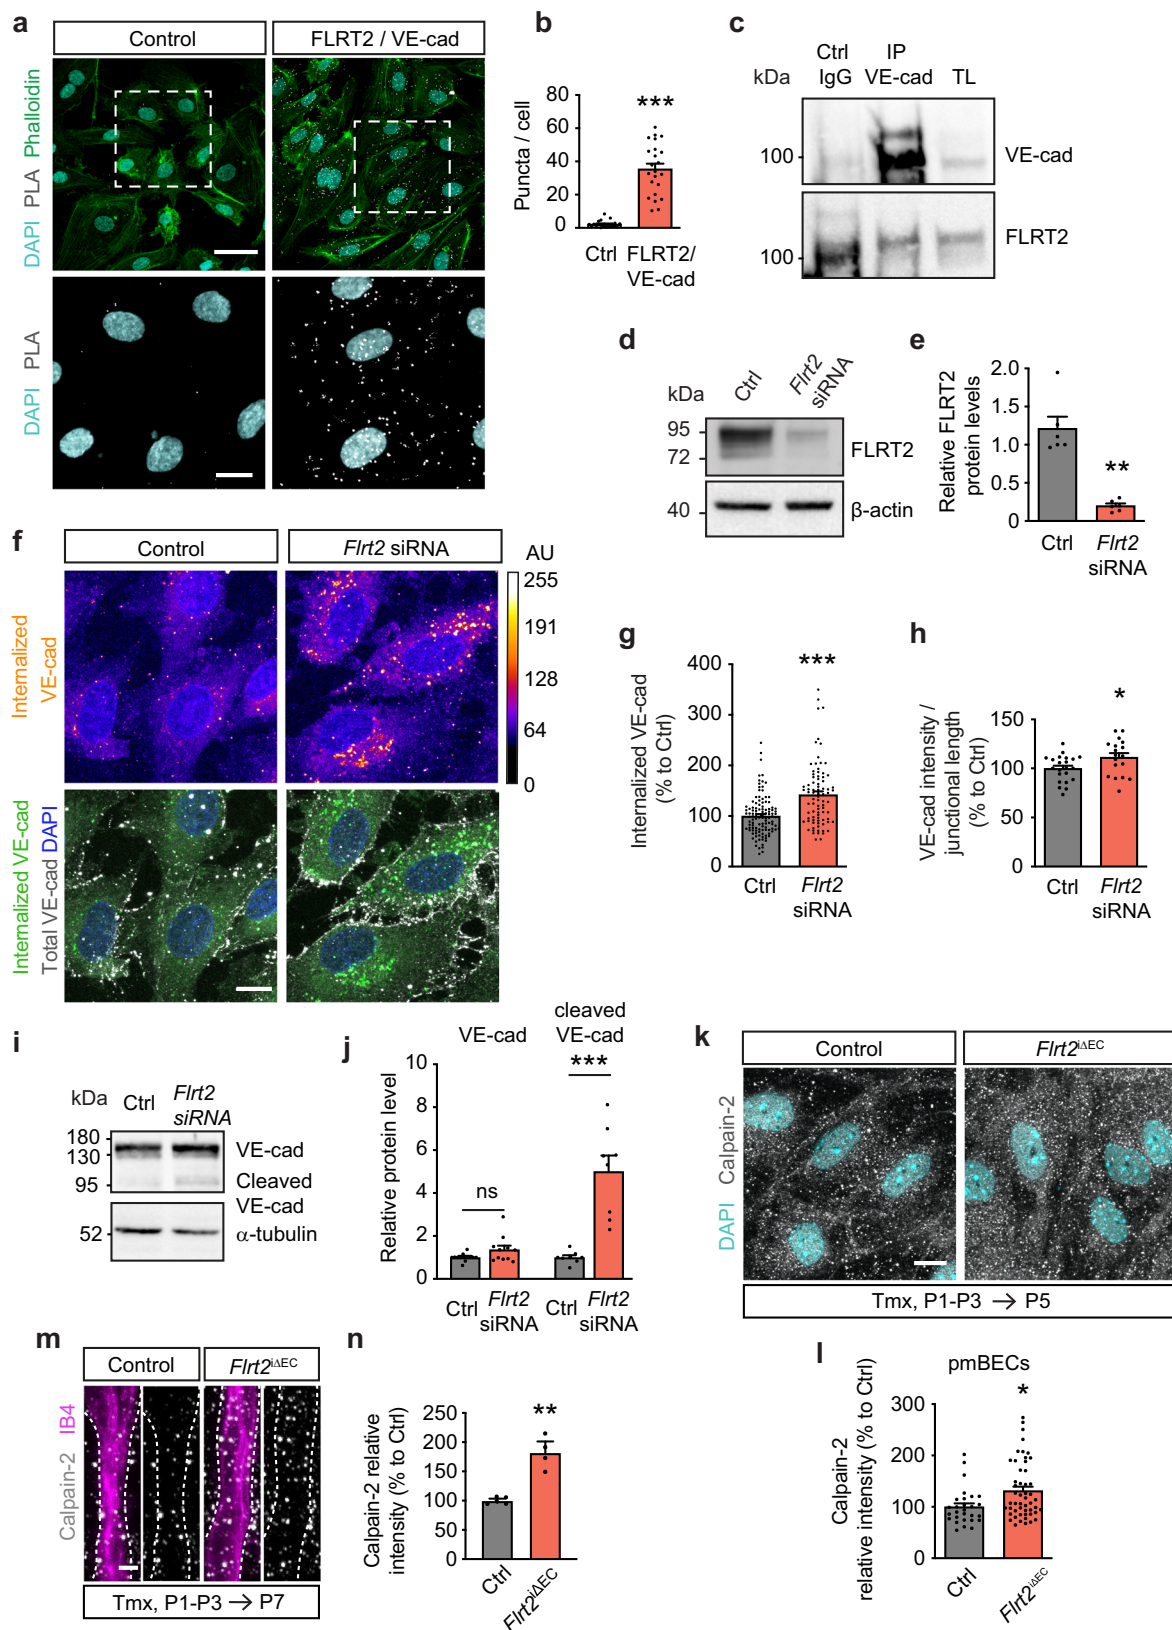 a
Control
FLRT2 / VE-cad
DAPI PLA Phalloidin
DAPI PLA
b
Puncta / cell
80
60
40
20
0
***
Ctrl
FLRT2/
VE-cad
c
kDa
Ctrl
IgG
IP
VE-cad
TL
100
VE-cad
100
FLRT2
d
kDa
Ctrl
Flrt2
siRNA
95
72
FLRT2
40
β-actin
e
Relative FLRT2
protein levels
2.0
1.5
1.0
0.5
0
**
Ctrl
Flrt2
siRNA
f
Control
Flrt2 siRNA
AU
255
191
128
64
0
Internalized
VE-cad
Internalized VE-cad
Total VE-cad DAPI
g
Internalized VE-cad
(% to Ctrl)
400
300
200
100
0
***
Ctrl
Flrt2
siRNA
h
VE-cad intensity /
junctional length
(% to Ctrl)
150
100
50
0
*
Ctrl
Flrt2
siRNA
i
kDa
Ctrl
Flrt2
siRNA
180
130
95
VE-cad
Cleaved
VE-cad
52
α-tubulin
j
VE-cad
cleaved
VE-cad
Relative protein level
10
8
6
4
2
0
ns
***
Ctrl
Flrt2
siRNA
Ctrl
Flrt2
siRNA
k
Control
Flrt2iΔEC
DAPI Calpain-2
Tmx, P1-P3 → P5
l
pmBECs
Calpain-2
relative intensity (% to Ctrl)
300
200
100
0
*
Ctrl
Flrt2iΔEC
m
Control
Flrt2iΔEC
Calpain-2 IB4
Tmx, P1-P3 → P7
n
Calpain-2 relative
intensity (% to Ctrl)
250
200
150
100
50
0
**
Ctrl
Flrt2iΔEC